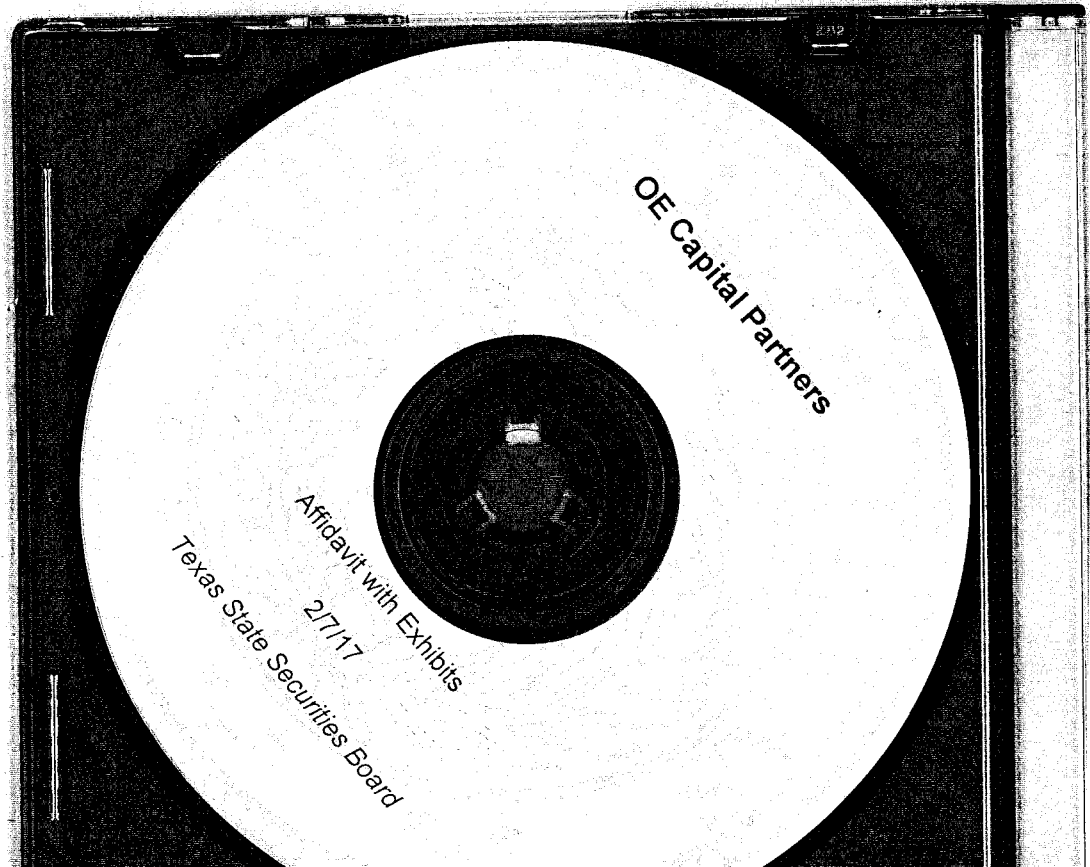 OE Capital Partners
Affidavit with Exhibits
2/7/17
Texas State Securities Board